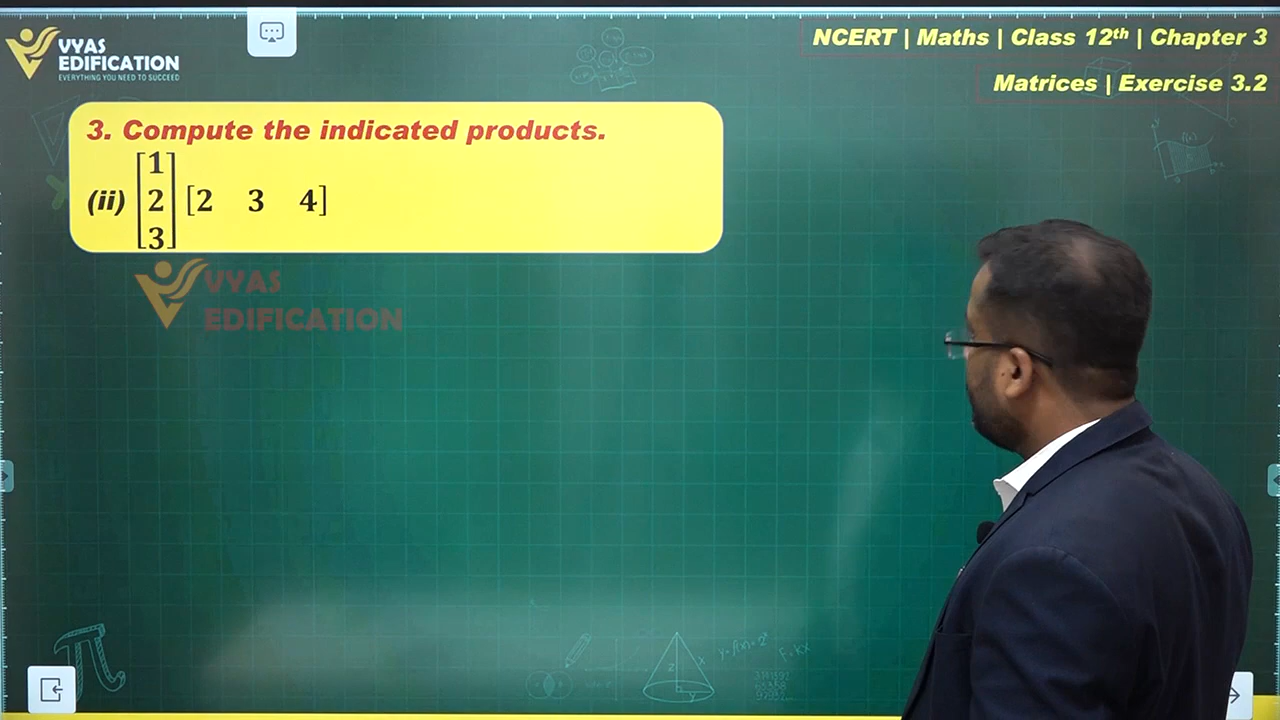 VYAS
EDIFICATION
EVERYTHING YOU NEED TO SUCCEED
NCERT | Maths | Class 12th | Chapter 3
Matrices | Exercise 3.2
3. Compute the indicated products.
(ii) [1 2 3] [2 3 4]
VYAS
EDIFICATION
π
y=f(x)=2ˣ